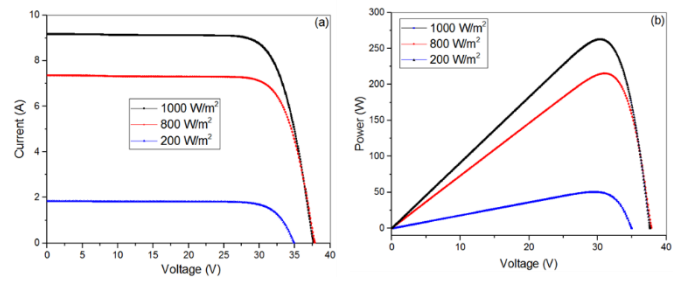 (a)
10
8
6
4
2
0
Current (A)
1000 W/m²
800 W/m²
200 W/m²
0 5 10 15 20 25 30 35 40
Voltage (V)
(b)
300
250
200
150
100
50
0
Power (W)
1000 W/m²
800 W/m²
200 W/m²
0 10 20 30 40
Voltage (V)